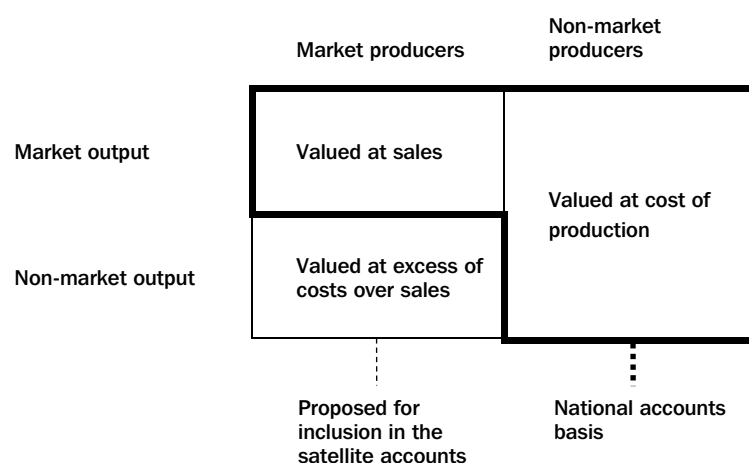 Market producers
Non-market
producers
Market output
Valued at sales
Valued at cost of
production
Non-market output
Valued at excess of
costs over sales
Proposed for
inclusion in the
satellite accounts
National accounts
basis